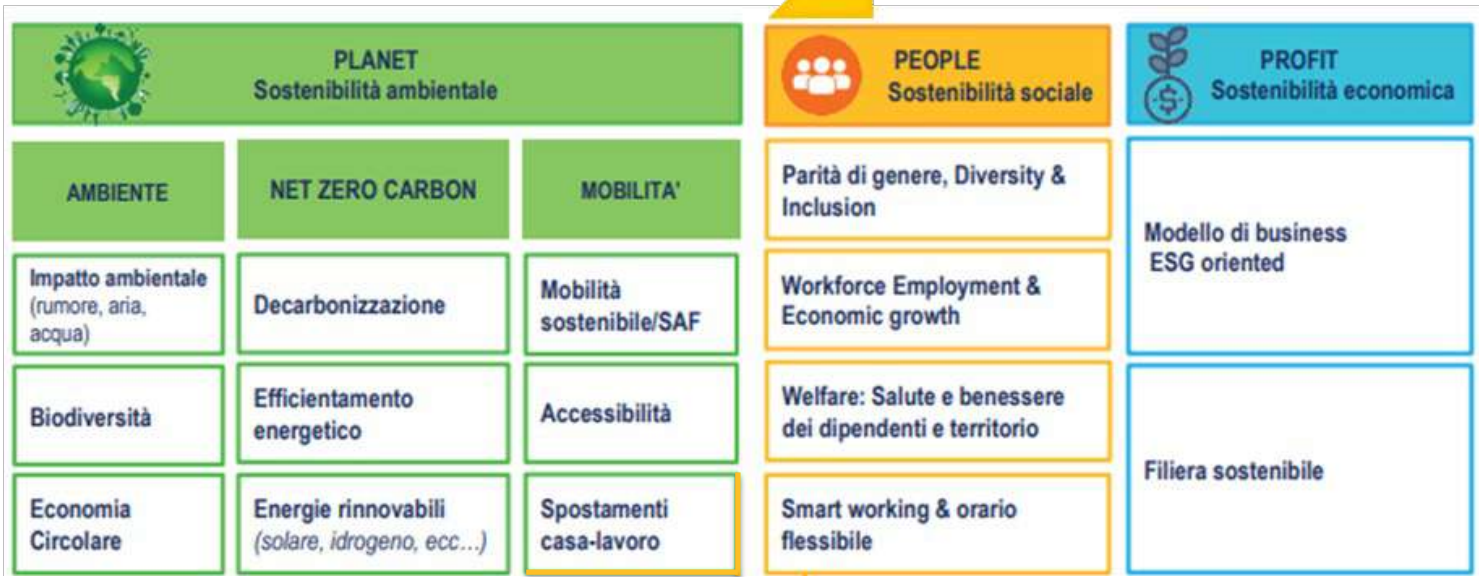 PLANET
Sostenibilità ambientale
PEOPLE
Sostenibilità sociale
PROFIT
Sostenibilità economica
AMBIENTE
NET ZERO CARBON
MOBILITA'
Impatto ambientale
(rumore, aria,
acqua)
Decarbonizzazione
Mobilità
sostenibile/SAF
Biodiversità
Efficientamento
energetico
Accessibilità
Economia
Circolare
Energie rinnovabili
(solare, idrogeno, ecc…)
Spostamenti
casa-lavoro
Parità di genere, Diversity &
Inclusion
Workforce Employment &
Economic growth
Welfare: Salute e benessere
dei dipendenti e territorio
Smart working & orario
flessibile
Modello di business
ESG oriented
Filiera sostenibile